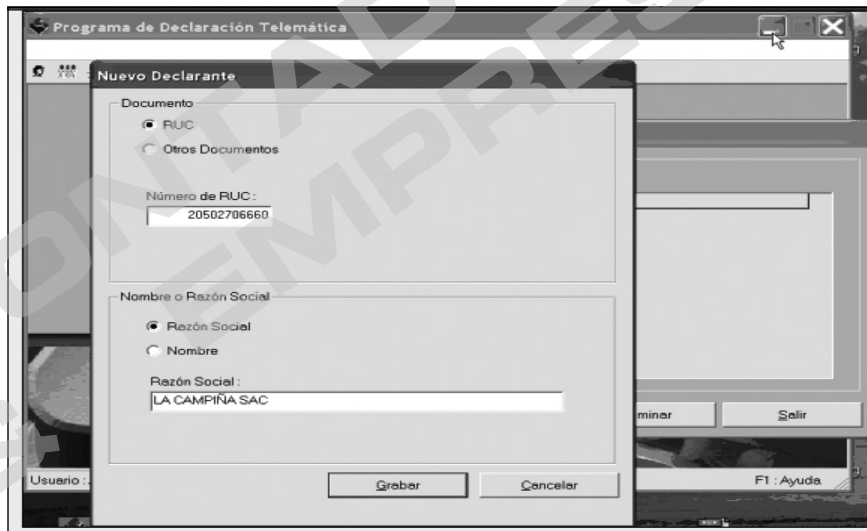 Programa de Declaración Telemática
Nuevo Declarante
Documento
RUC
Otros Documentos
Número de RUC:
20502706660
Nombre o Razón Social
Razón Social
Nombre
Razón Social:
LA CAMPIÑA SAC
minar
Salir
Grabar
Cancelar
Usuario :
F1 : Ayuda